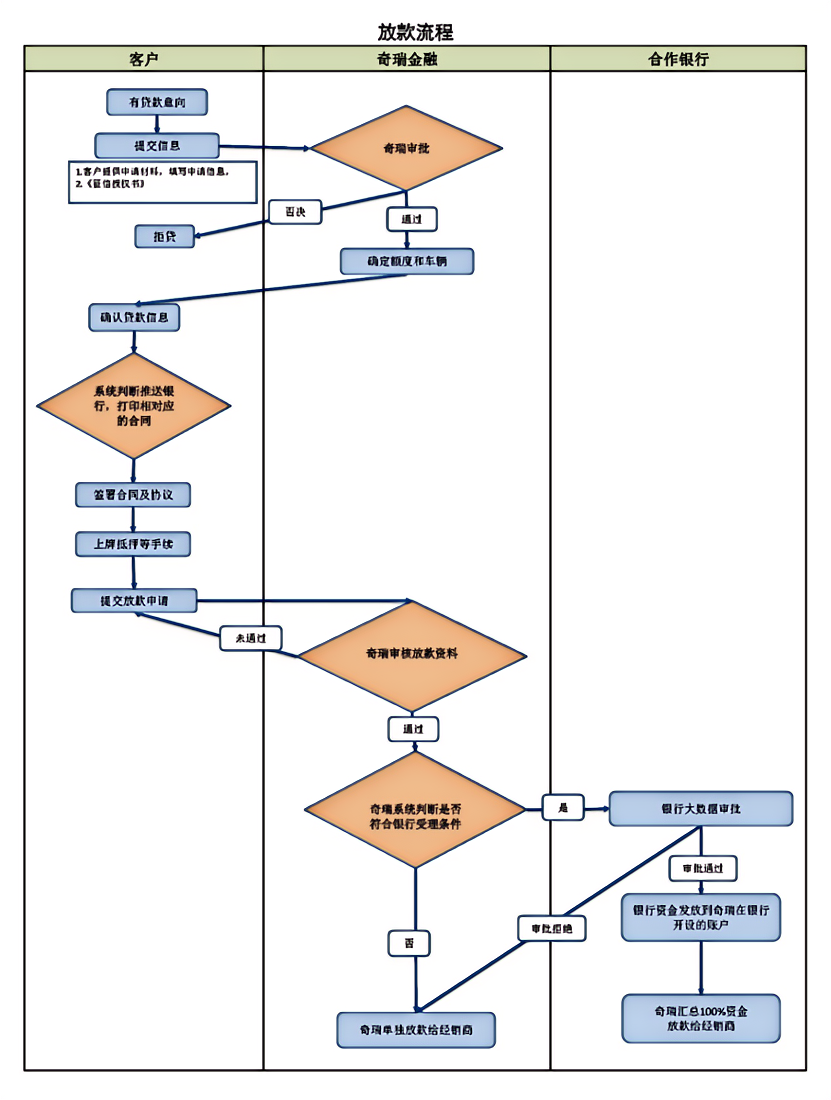 放款流程
客户
奇瑞金融
合作银行
有贷款意向
提交信息
奇瑞审批
1.客户提供申请材料，填写申请信息，
2.《征信授权书》
否决
通过
拒贷
确定额度和车辆
确认贷款信息
系统判断推送银
行，打印相对应
的合同
签署合同及协议
上牌抵押等手续
提交放款申请
未通过
奇瑞审核放款资料
通过
奇瑞系统判断是否
符合银行受理条件
是
银行大数据审批
审批通过
银行资金发放到奇瑞在银行
开设的账户
审批拒绝
否
奇瑞汇总100%资金
放款给经销商
奇瑞单独放款给经销商